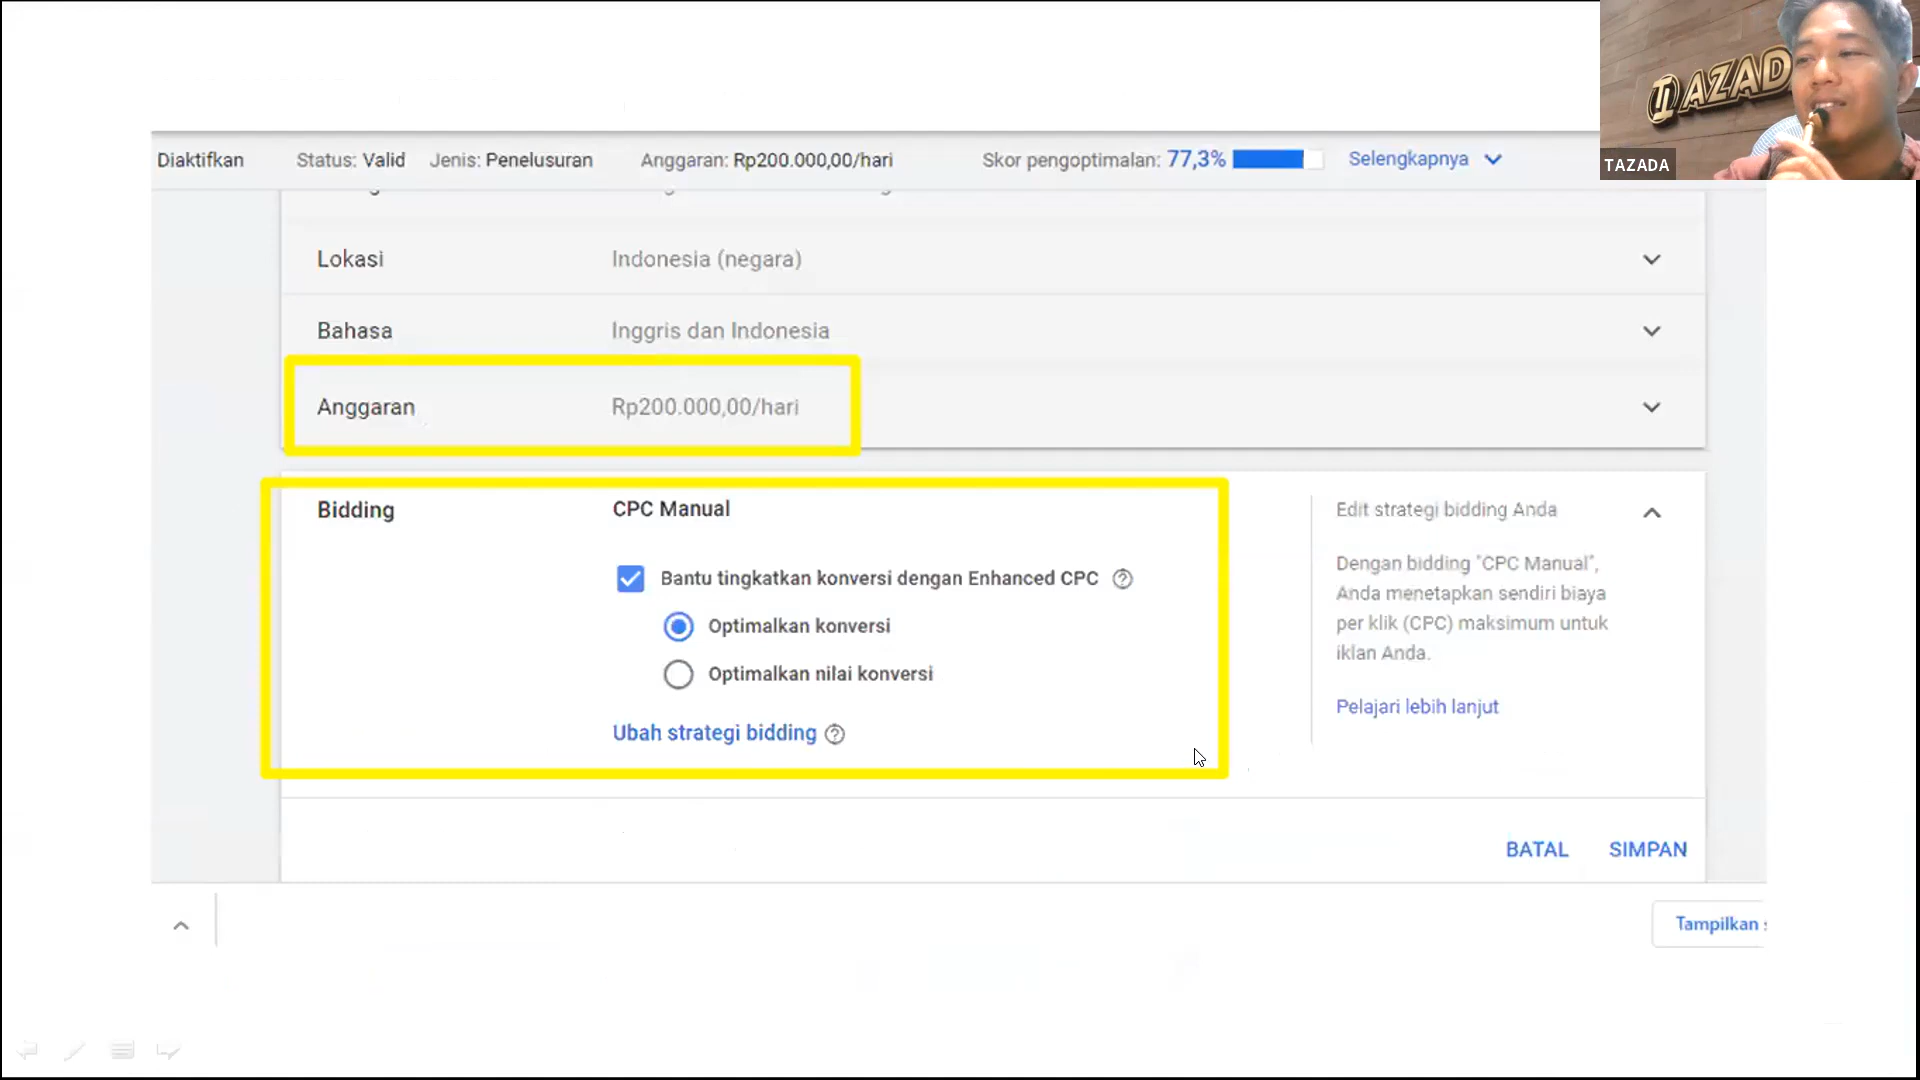 Diaktifkan Status: Valid Jenis: Penelusuran Anggaran: Rp200.000,00/hari Skor pengoptimalan: 77,3% Selengkapnya
AZAD
TAZADA
Lokasi Indonesia (negara)
Bahasa Inggris dan Indonesia
Anggaran Rp200.000,00/hari
Bidding CPC Manual
Bantu tingkatkan konversi dengan Enhanced CPC
Optimalkan konversi
Optimalkan nilai konversi
Ubah strategi bidding
Edit strategi bidding Anda
Dengan bidding "CPC Manual",
Anda menetapkan sendiri biaya
per klik (CPC) maksimum untuk
iklan Anda.
Pelajari lebih lanjut
BATAL SIMPAN
Tampilkan